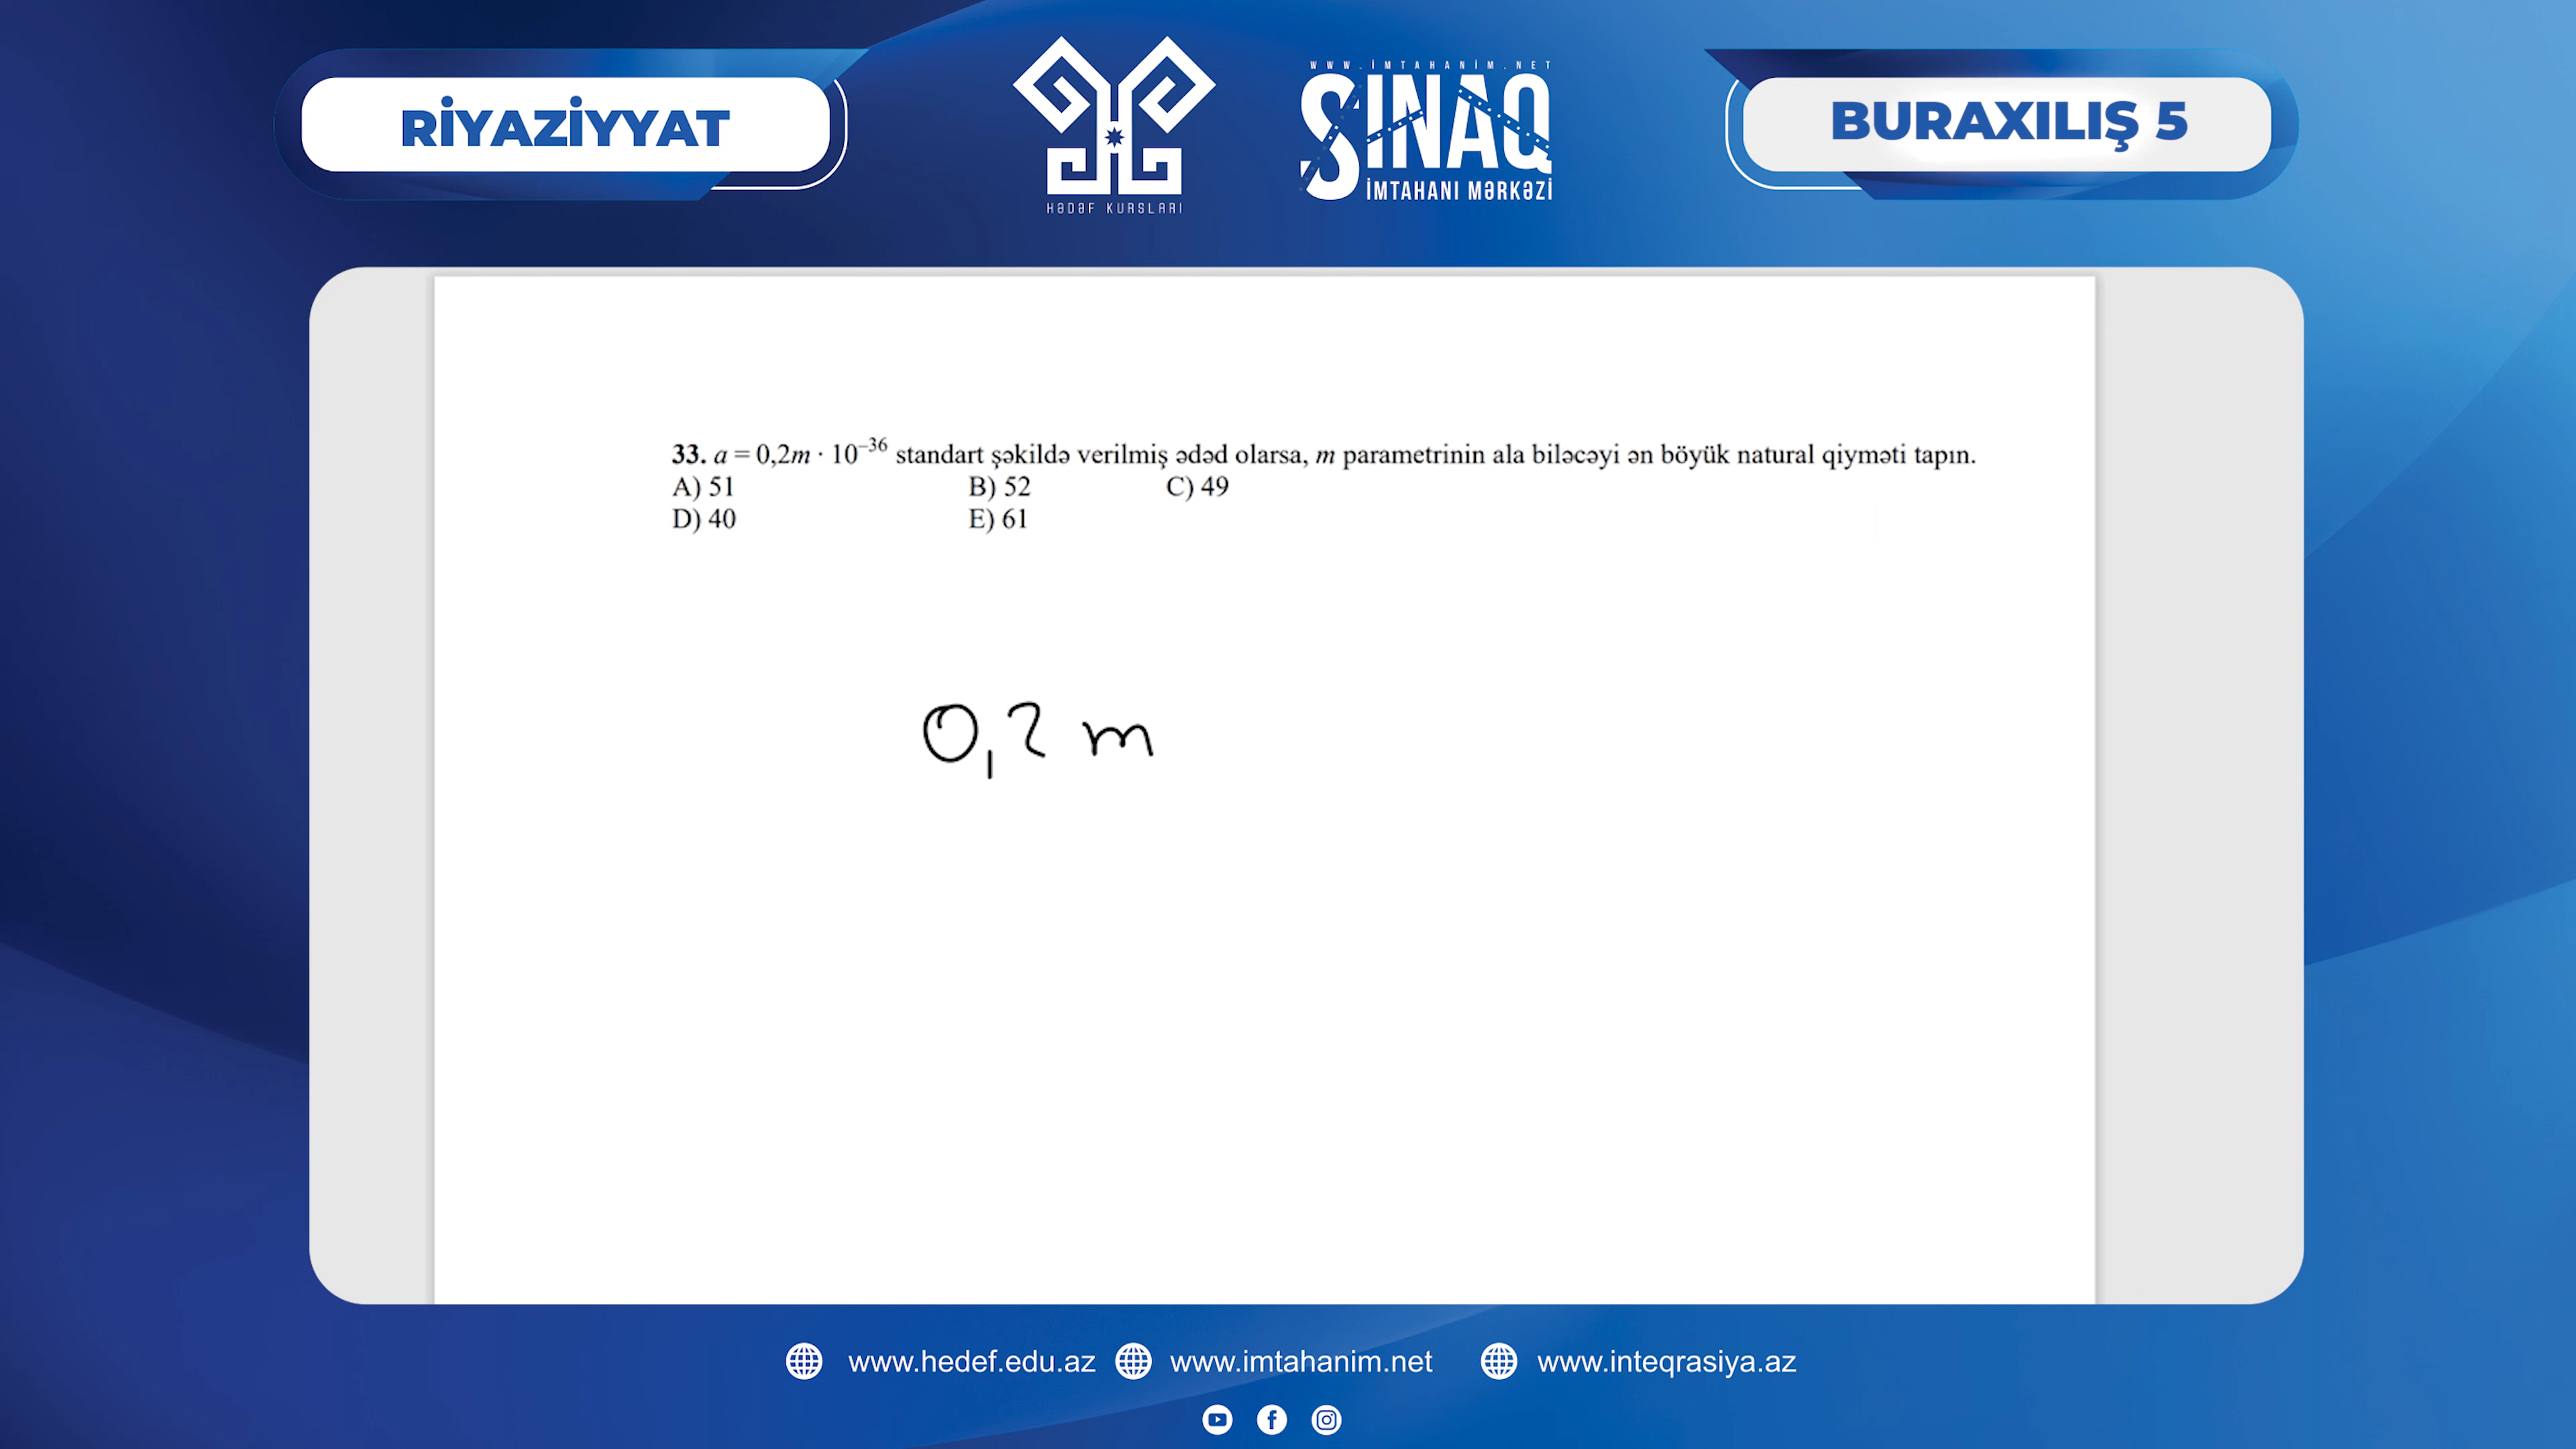 RİYAZİYYAT
HƏDƏF KURSLARI
WWW.İMTAHANİM.NET
SINAQ
İMTAHANI MƏRKƏZİ
BURAXILIŞ 5
33. a = 0,2m · 10⁻³⁶ standart şəkildə verilmiş ədəd olarsa, m parametrinin ala biləcəyi ən böyük natural qiyməti tapın.
A) 51 B) 52 C) 49
D) 40 E) 61
0,2 m
www.hedef.edu.az www.imtahanim.net www.inteqrasiya.az